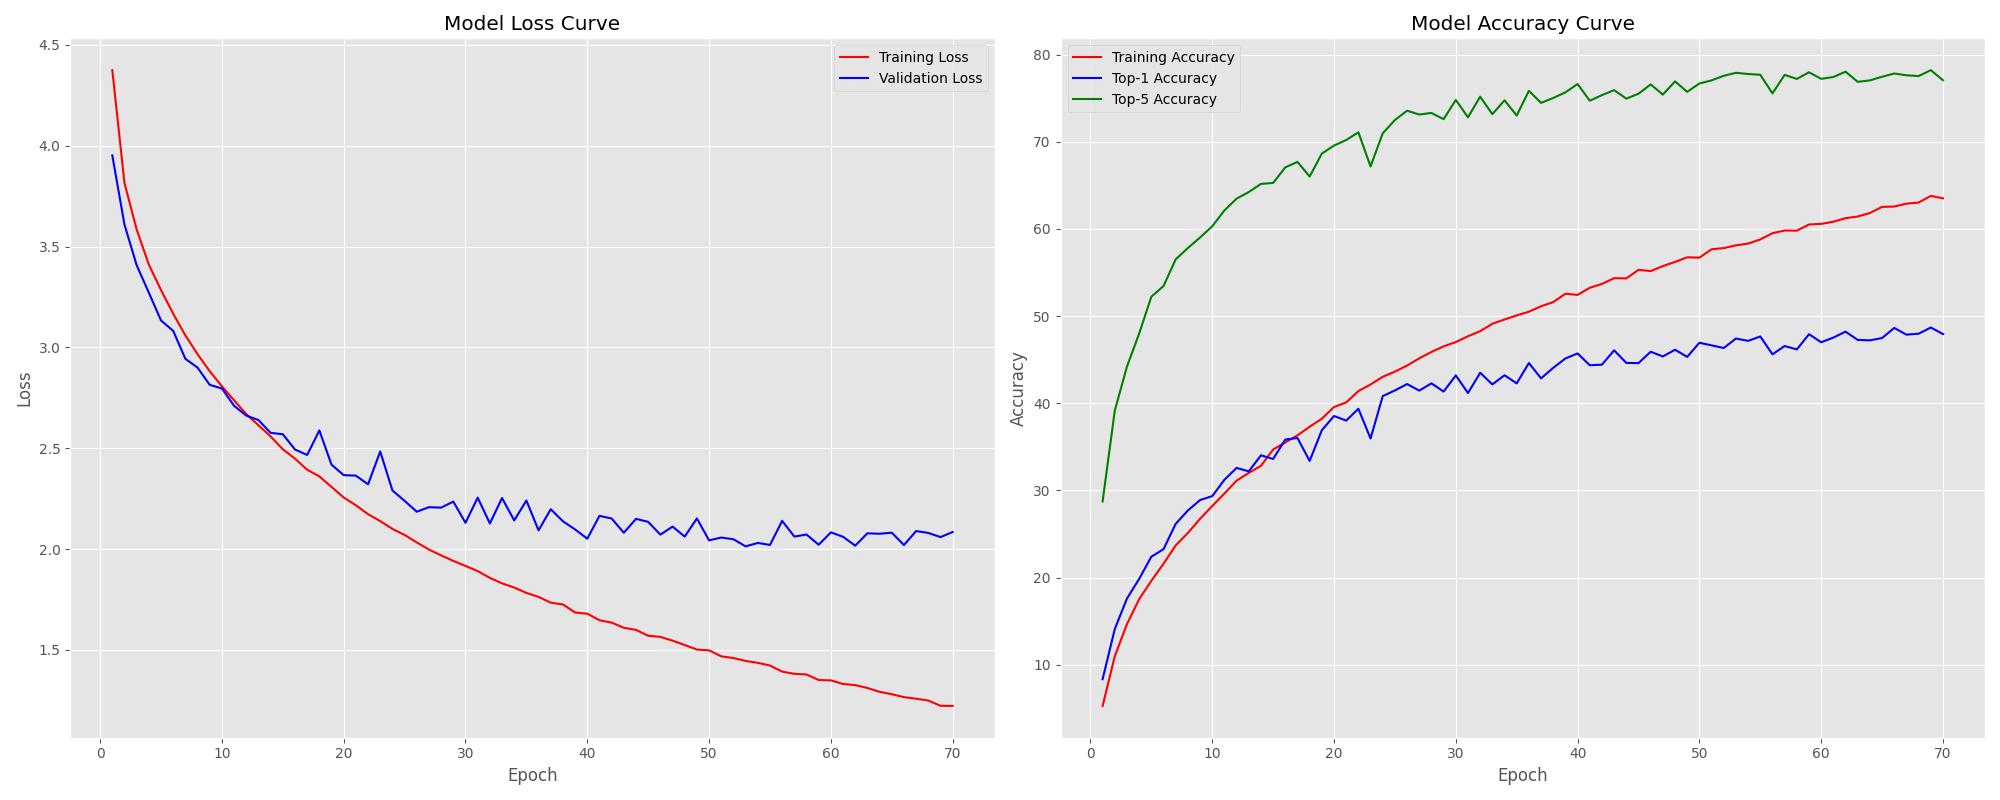 Model Loss Curve
4.5
4.0
3.5
3.0
2.5
2.0
1.5
Loss
Training Loss
Validation Loss
0 10 20 30 40 50 60 70
Epoch
Model Accuracy Curve
80
70
60
50
40
30
20
10
Accuracy
Training Accuracy
Top-1 Accuracy
Top-5 Accuracy
0 10 20 30 40 50 60 70
Epoch